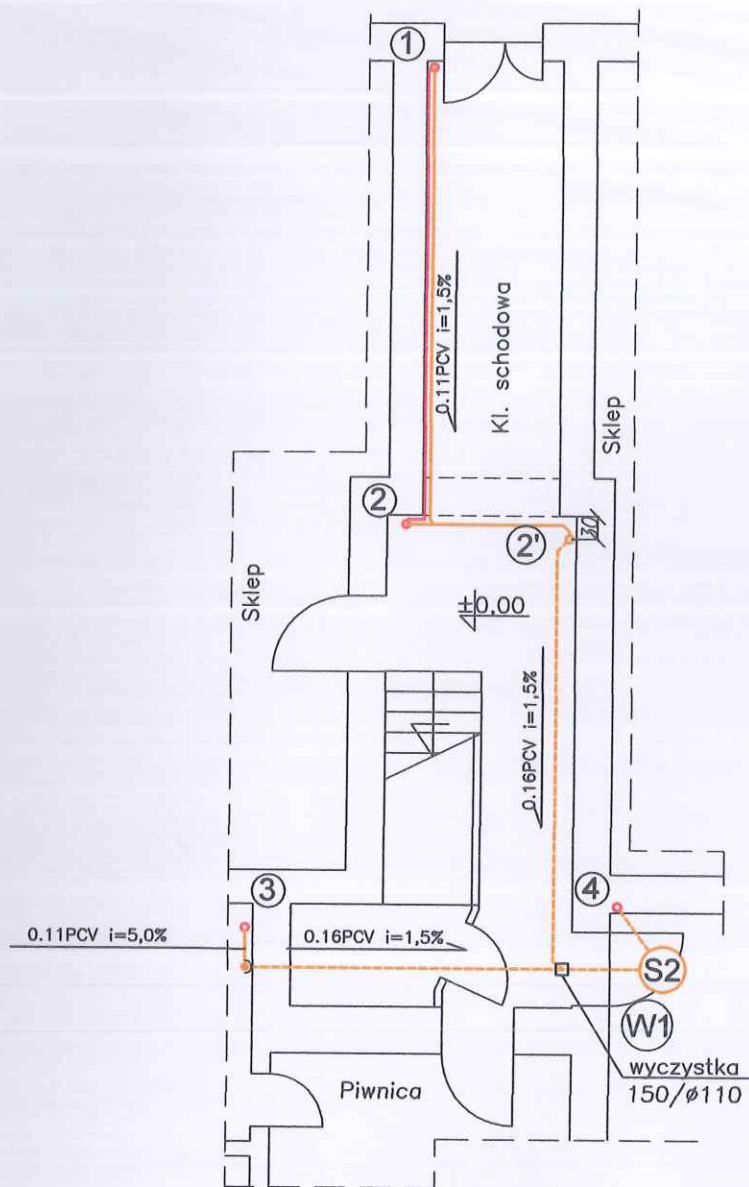 1
0.11PCV i=1,5%
Kl. schodowa
Sklep
2
2'
30
Sklep
±0,00
0.16PCV i=1,5%
3
4
0.11PCV i=5,0%
0.16PCV i=1,5%
S2
W1
wyczystka
150/ø110
Piwnica